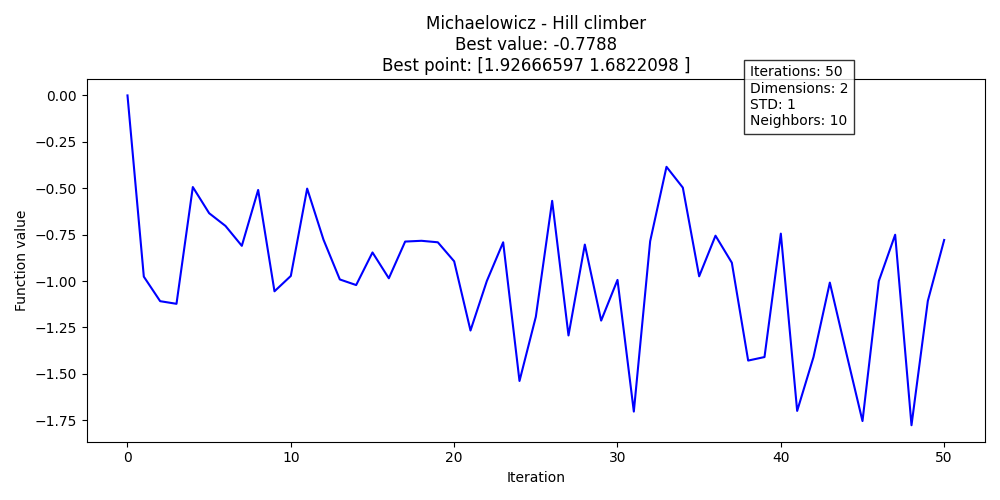 Michaelowicz - Hill climber
Best value: -0.7788
Best point: [1.92666597 1.6822098 ]
Iterations: 50
Dimensions: 2
STD: 1
Neighbors: 10
Function value
0.00
−0.25
−0.50
−0.75
−1.00
−1.25
−1.50
−1.75
0
10
20
30
40
50
Iteration